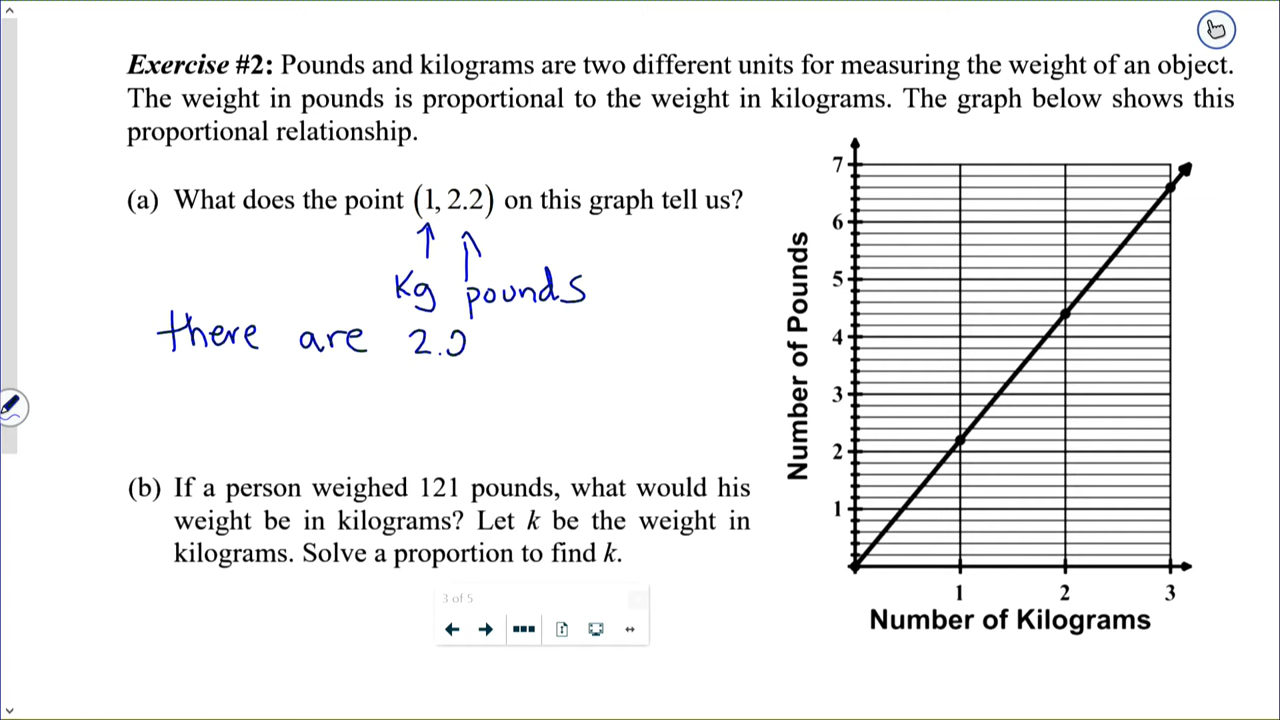 Exercise #2: Pounds and kilograms are two different units for measuring the weight of an object.
The weight in pounds is proportional to the weight in kilograms. The graph below shows this
proportional relationship.
(a) What does the point (1, 2.2) on this graph tell us?
Kg pounds
there are 2.
(b) If a person weighed 121 pounds, what would his
weight be in kilograms? Let k be the weight in
kilograms. Solve a proportion to find k.
3 of 5
Number of Pounds
7
6
5
4
3
2
1
1 2 3
Number of Kilograms